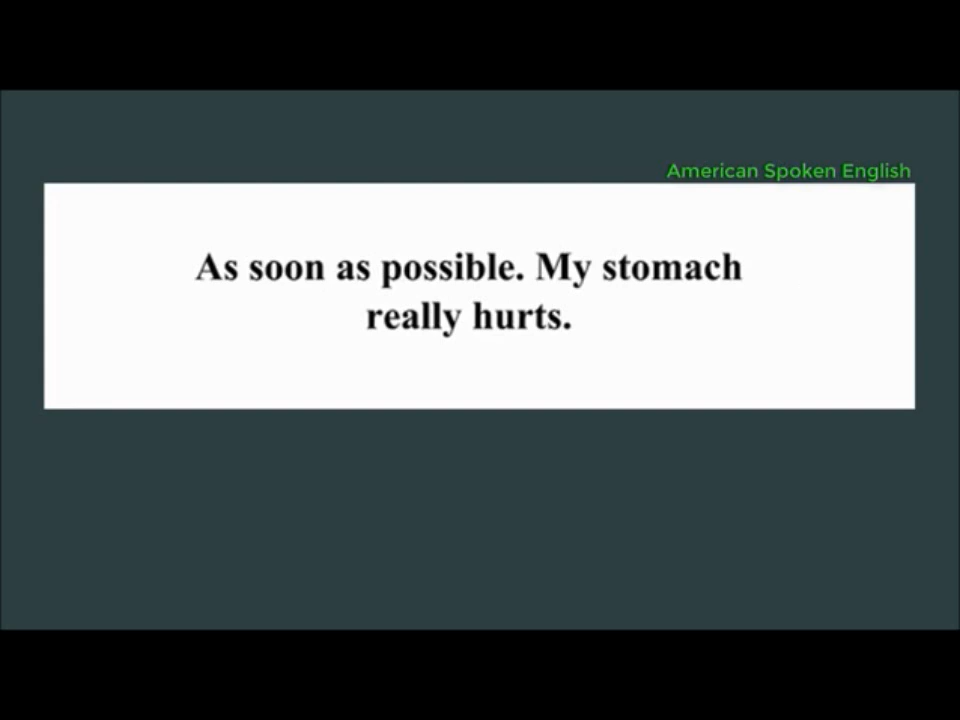 American Spoken English
As soon as possible. My stomach
really hurts.